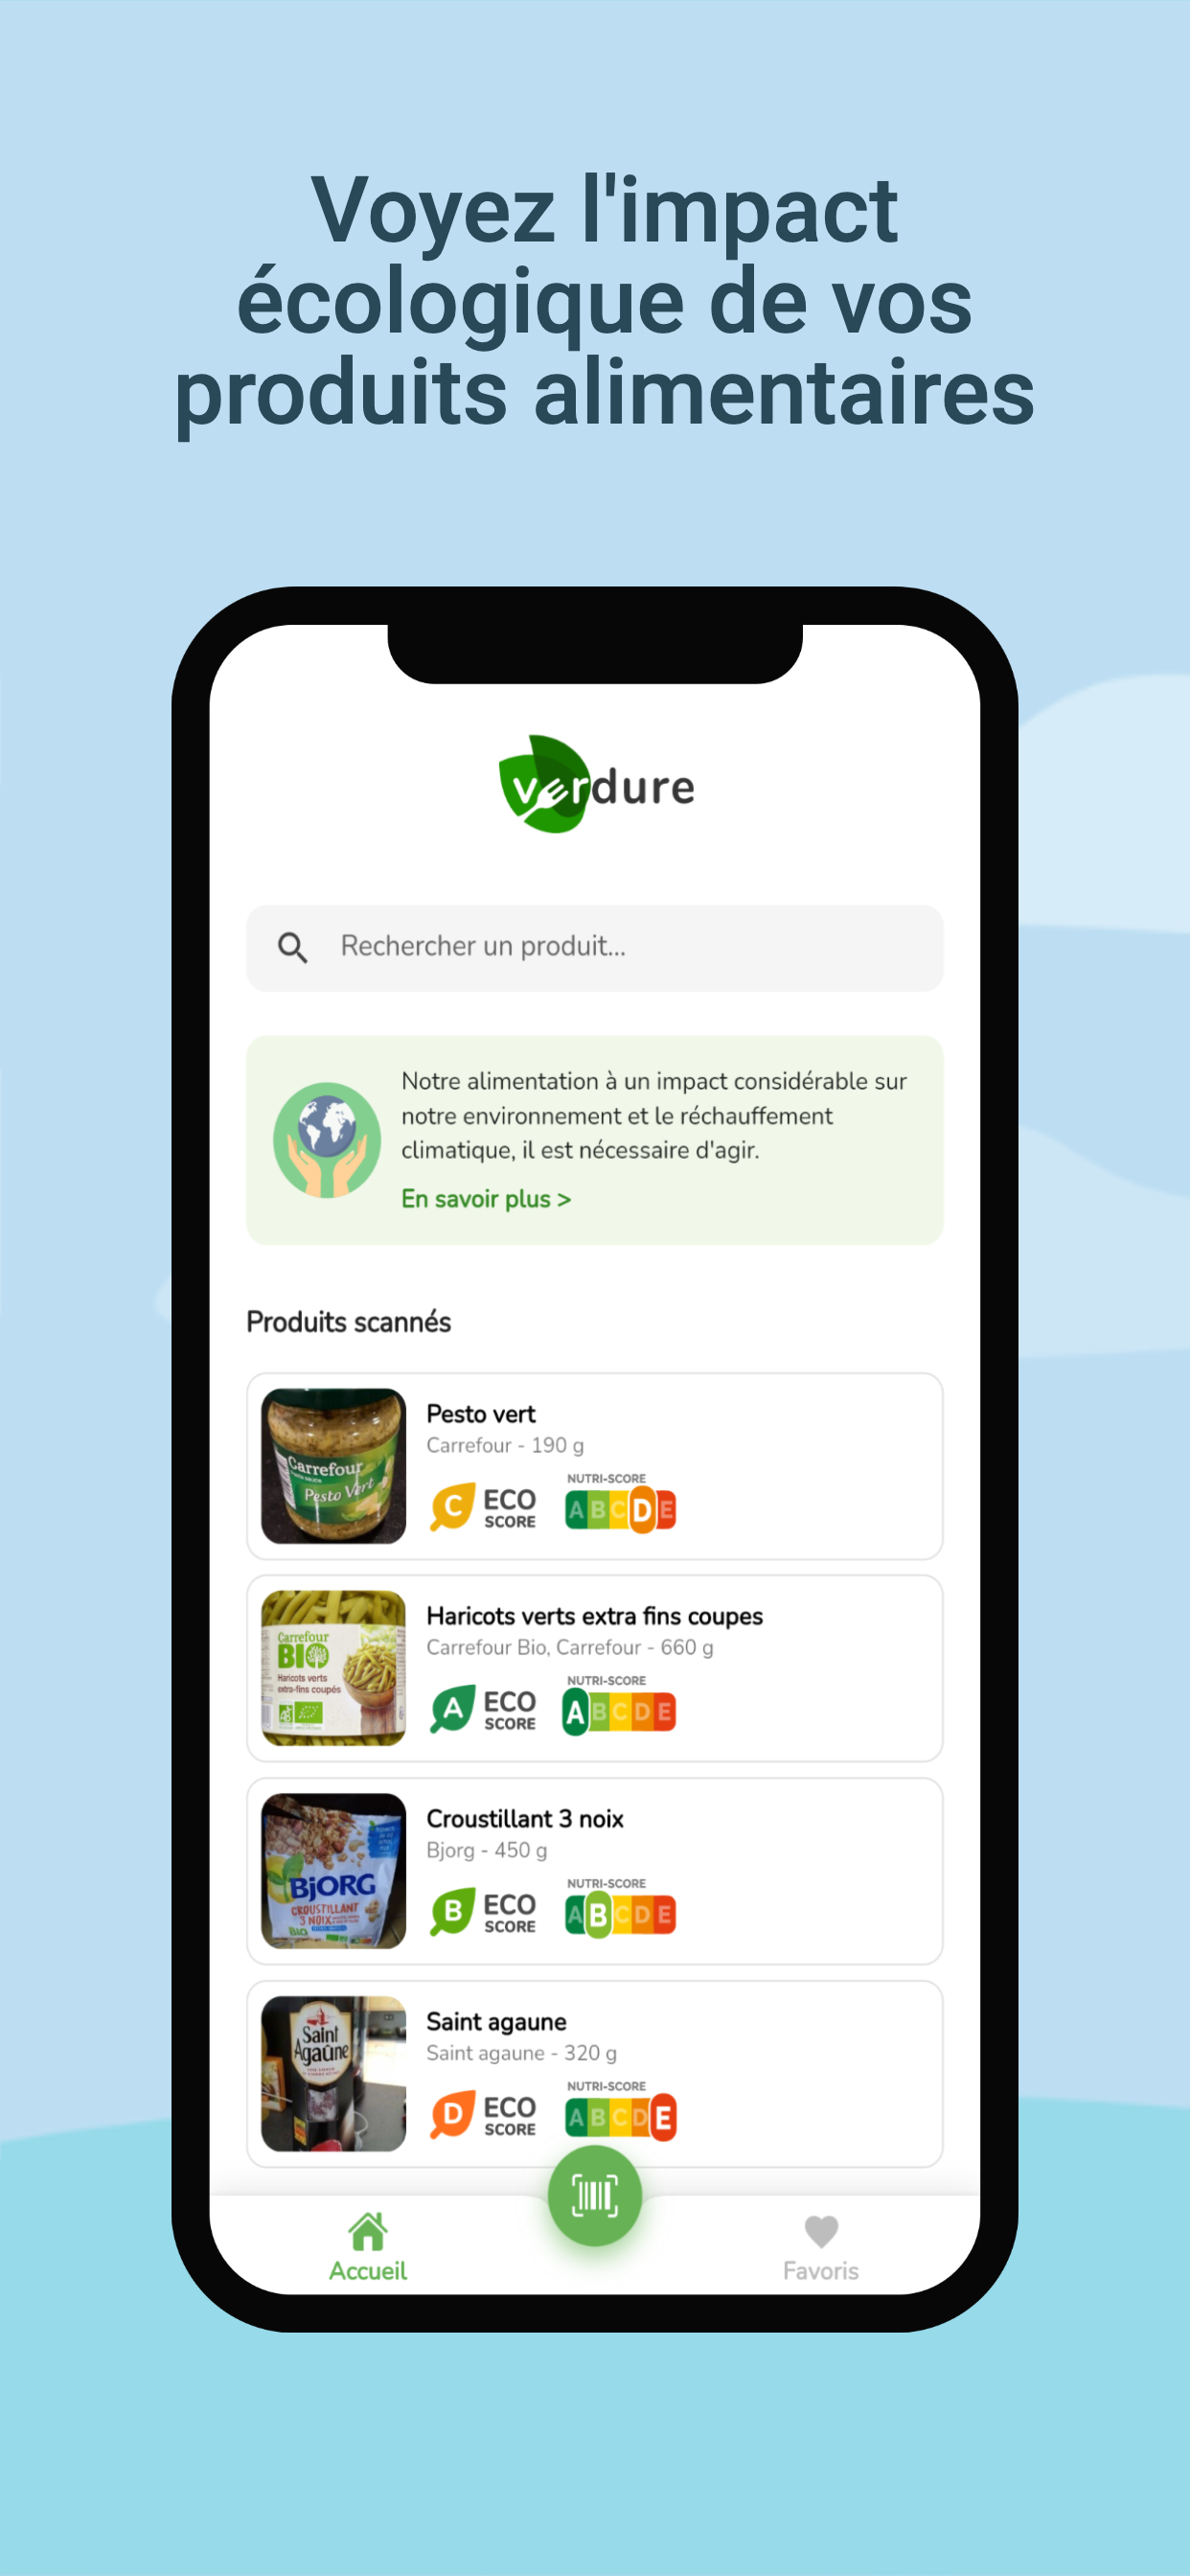 Voyez l'impact
écologique de vos
produits alimentaires
verdure
Rechercher un produit...
Notre alimentation à un impact considérable sur
notre environnement et le réchauffement
climatique, il est nécessaire d'agir.
En savoir plus >
Produits scannés
Carrefour
Pesto Vert
Pesto vert
Carrefour - 190 g
C ECO
SCORE
NUTRI-SCORE
A B C D E
Carrefour
BIO
Haricots verts
extra-fins coupés
AB
Haricots verts extra fins coupes
Carrefour Bio, Carrefour - 660 g
A ECO
SCORE
NUTRI-SCORE
A B C D E
BJORG
CROUSTILLANT
3 NOIX
BIO
Croustillant 3 noix
Bjorg - 450 g
B ECO
SCORE
NUTRI-SCORE
A B C D E
Saint
Agaûne
Saint agaune
Saint agaune - 320 g
D ECO
SCORE
NUTRI-SCORE
A B C D E
Accueil
Favoris